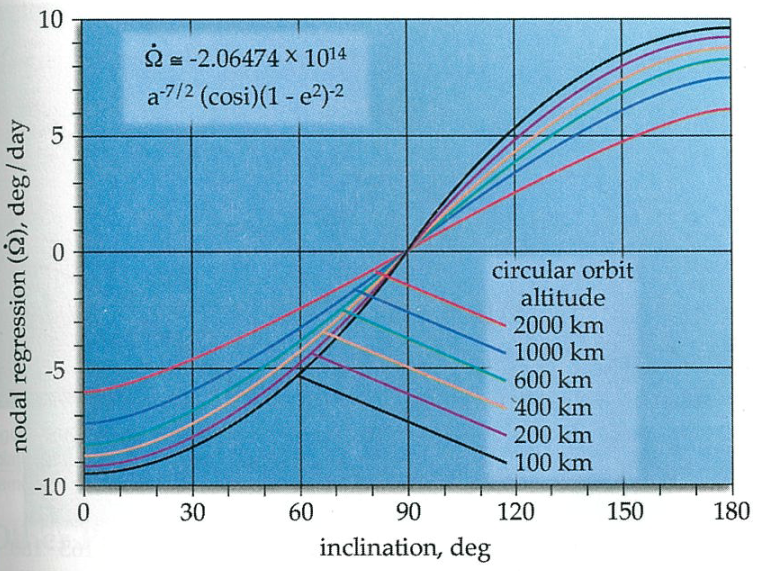 10
5
0
-5
-10
nodal regression (Ω̇), deg/day
Ω̇ ≅ -2.06474 × 10¹⁴
a⁻⁷/² (cosi)(1 - e²)⁻²
circular orbit
altitude
2000 km
1000 km
600 km
400 km
200 km
100 km
0 30 60 90 120 150 180
inclination, deg